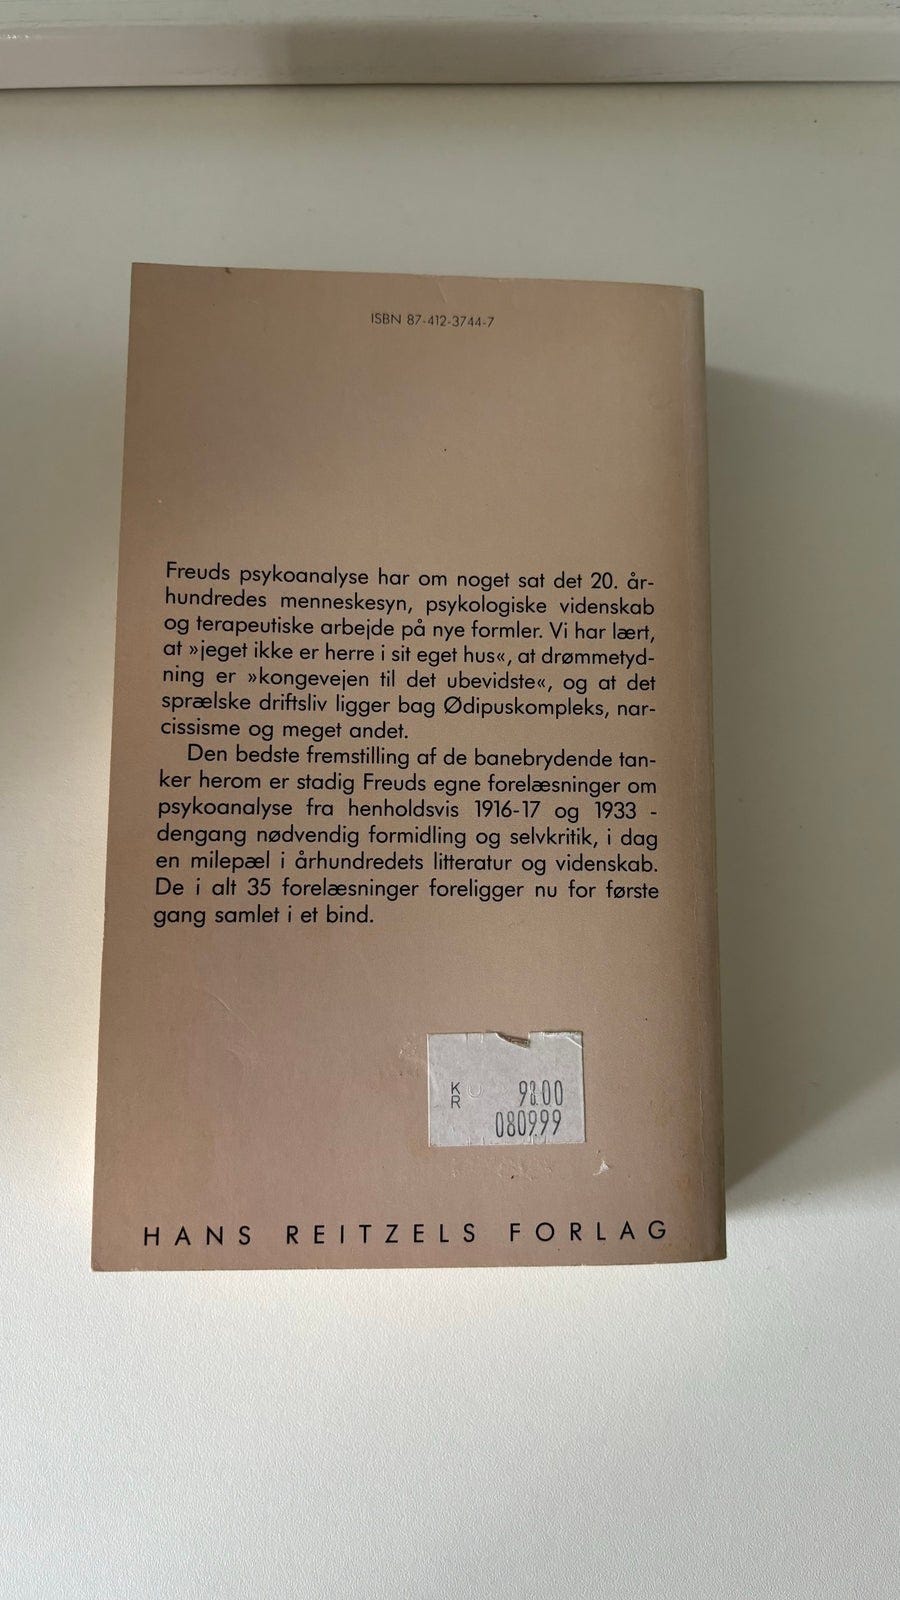 ISBN 87-412-3744-7
Freuds psykoanalyse har om noget sat det 20. år-
hundredes menneskesyn, psykologiske videnskab
og terapeutiske arbejde på nye formler. Vi har lært,
at »jeget ikke er herre i sit eget hus«, at drømmetyd-
ning er »kongevejen til det ubevidste«, og at det
sprælske driftsliv ligger bag Ødipuskompleks, nar-
cissisme og meget andet.
Den bedste fremstilling af de banebrydende tan-
ker herom er stadig Freuds egne forelæsninger om
psykoanalyse fra henholdsvis 1916-17 og 1933 -
dengang nødvendig formidling og selvkritik, i dag
en milepæl i århundredets litteratur og videnskab.
De i alt 35 forelæsninger foreligger nu for første
gang samlet i et bind.
KR 98.00
080999
HANS REITZELS FORLAG